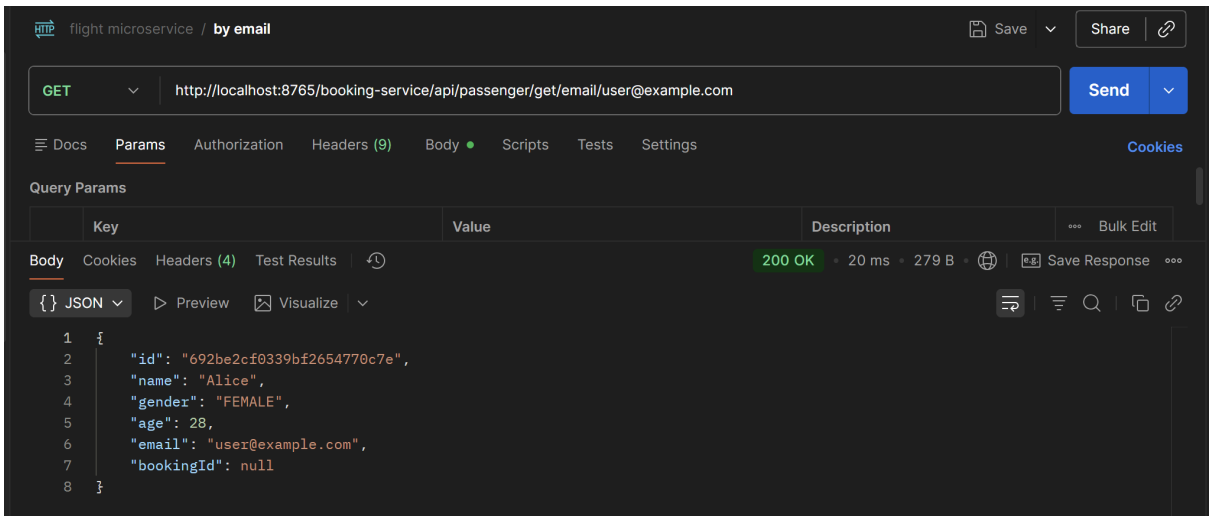 HTTP flight microservice / by email Save Share
GET http://localhost:8765/booking-service/api/passenger/get/email/user@example.com Send
Docs Params Authorization Headers (9) Body Scripts Tests Settings Cookies
Query Params
Key Value Description Bulk Edit
Body Cookies Headers (4) Test Results 200 OK 20 ms 279 B e.g. Save Response
{} JSON Preview Visualize
1 {
2 "id": "692be2cf0339bf2654770c7e",
3 "name": "Alice",
4 "gender": "FEMALE",
5 "age": 28,
6 "email": "user@example.com",
7 "bookingId": null
8 }